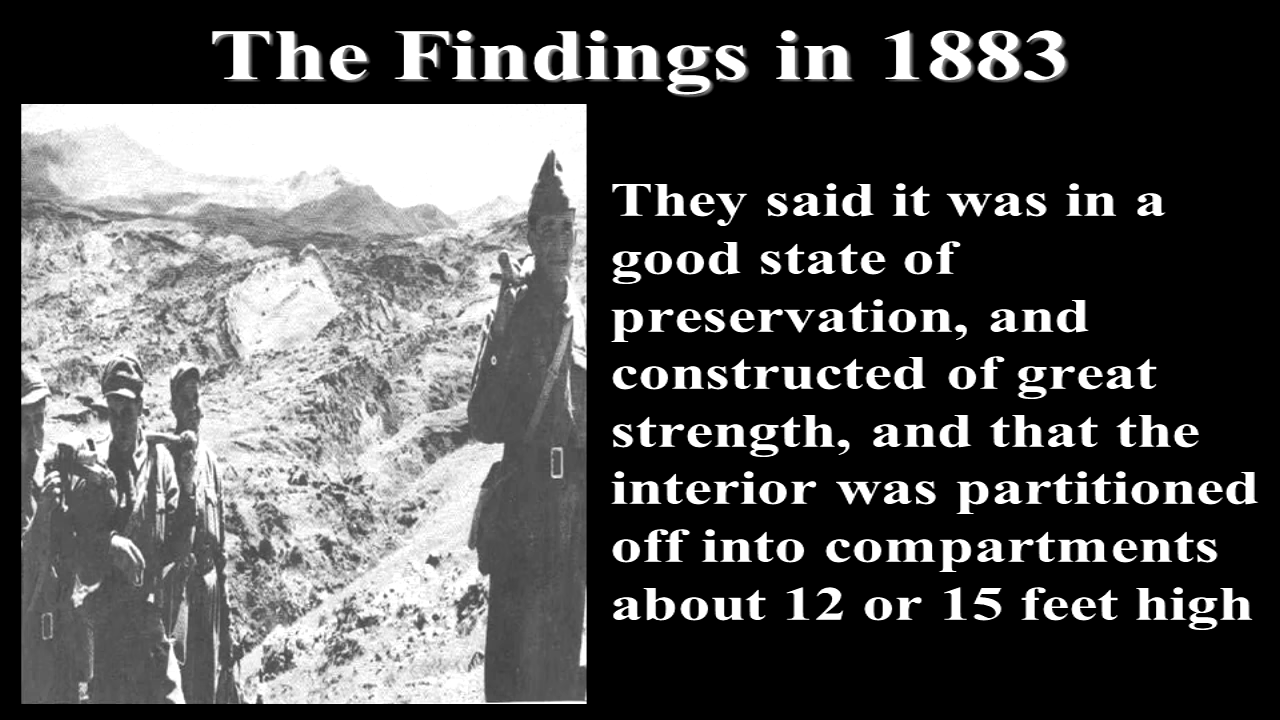 The Findings in 1883
They said it was in a
good state of
preservation, and
constructed of great
strength, and that the
interior was partitioned
off into compartments
about 12 or 15 feet high